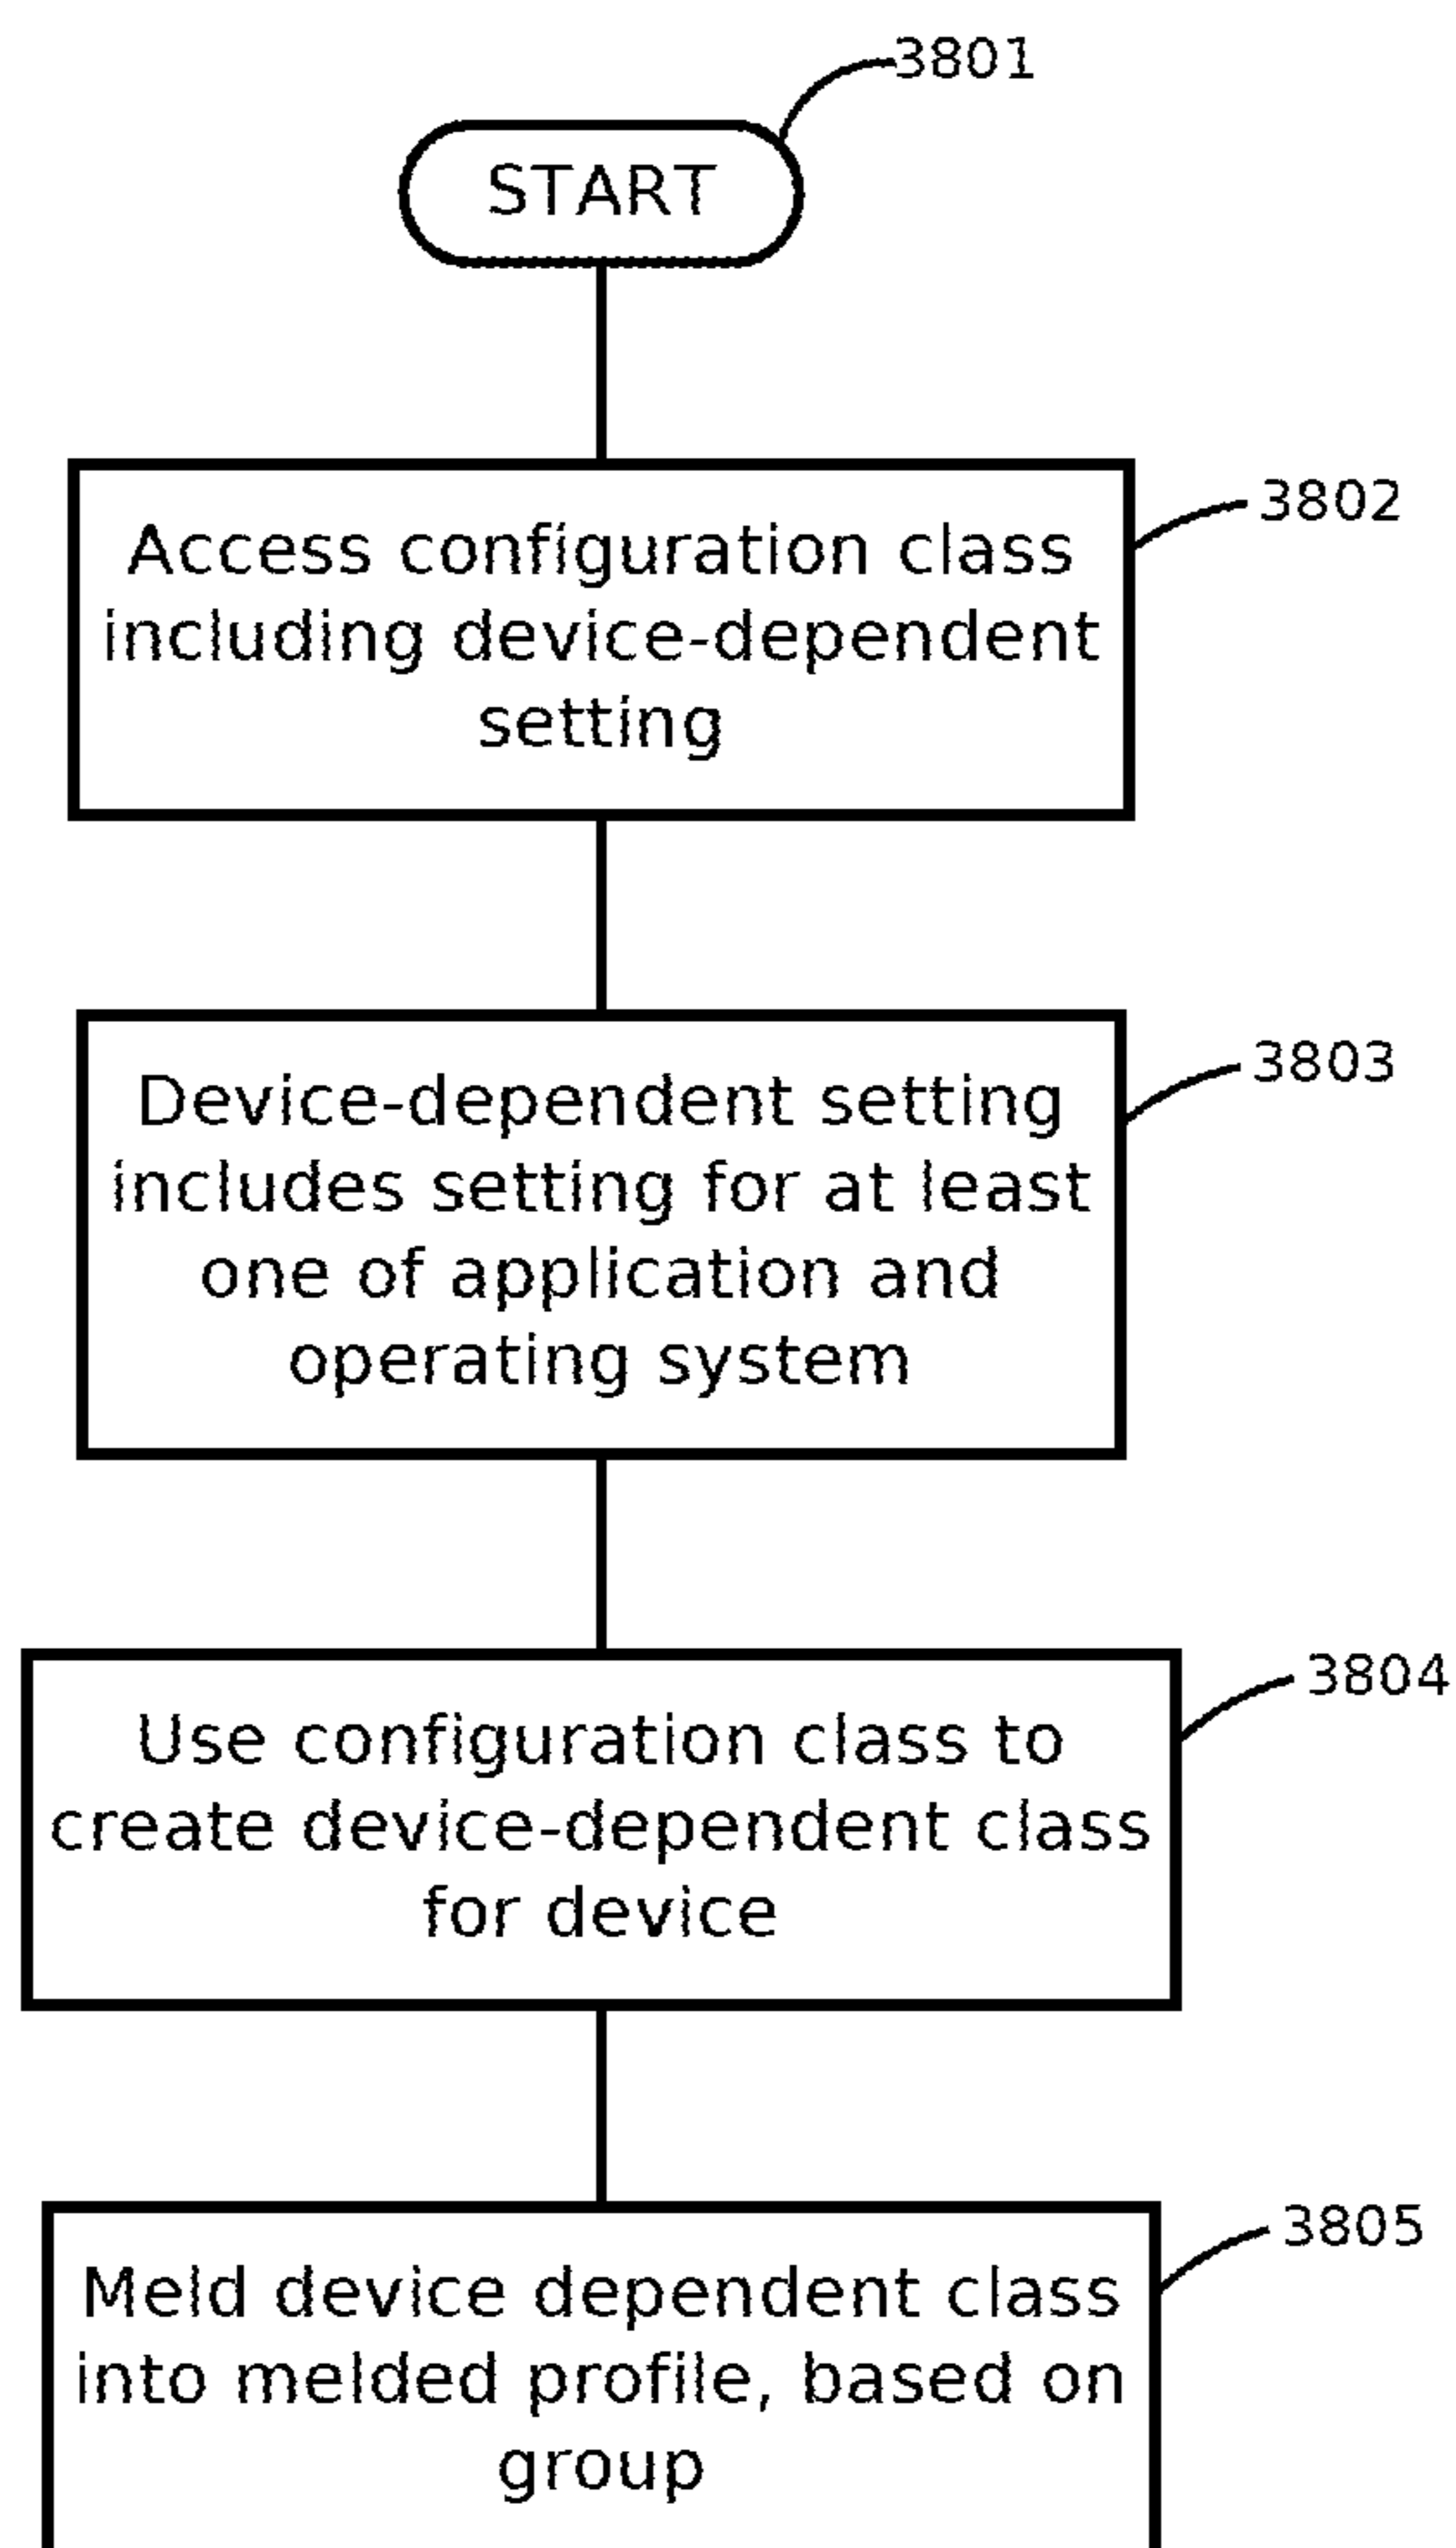 3801
START
3802
Access configuration class
including device-dependent
setting
3803
Device-dependent setting
includes setting for at least
one of application and
operating system
3804
Use configuration class to
create device-dependent class
for device
3805
Meld device dependent class
into melded profile, based on
group